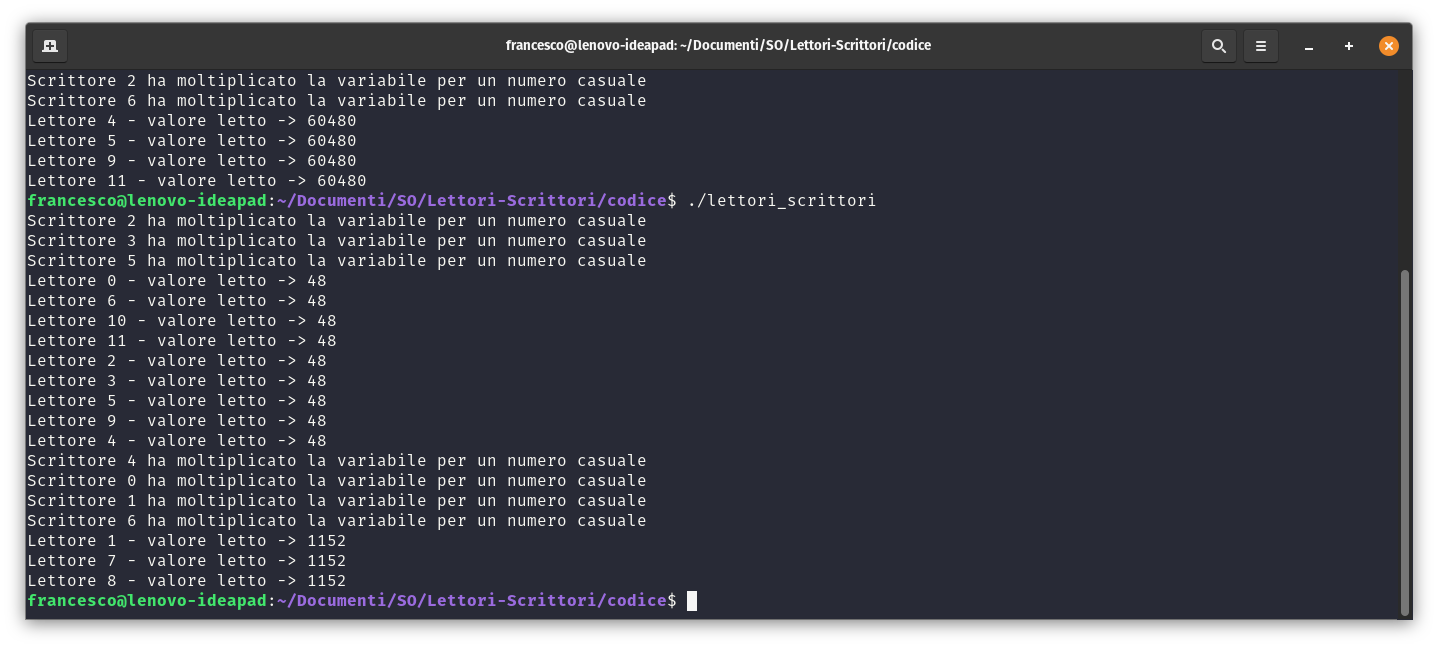 francesco@lenovo-ideapad: ~/Documenti/SO/Lettori-Scrittori/codice
Scrittore 2 ha moltiplicato la variabile per un numero casuale
Scrittore 6 ha moltiplicato la variabile per un numero casuale
Lettore 4 - valore letto -> 60480
Lettore 5 - valore letto -> 60480
Lettore 9 - valore letto -> 60480
Lettore 11 - valore letto -> 60480
francesco@lenovo-ideapad:~/Documenti/SO/Lettori-Scrittori/codice$ ./lettori_scrittori
Scrittore 2 ha moltiplicato la variabile per un numero casuale
Scrittore 3 ha moltiplicato la variabile per un numero casuale
Scrittore 5 ha moltiplicato la variabile per un numero casuale
Lettore 0 - valore letto -> 48
Lettore 6 - valore letto -> 48
Lettore 10 - valore letto -> 48
Lettore 11 - valore letto -> 48
Lettore 2 - valore letto -> 48
Lettore 3 - valore letto -> 48
Lettore 5 - valore letto -> 48
Lettore 9 - valore letto -> 48
Lettore 4 - valore letto -> 48
Scrittore 4 ha moltiplicato la variabile per un numero casuale
Scrittore 0 ha moltiplicato la variabile per un numero casuale
Scrittore 1 ha moltiplicato la variabile per un numero casuale
Scrittore 6 ha moltiplicato la variabile per un numero casuale
Lettore 1 - valore letto -> 1152
Lettore 7 - valore letto -> 1152
Lettore 8 - valore letto -> 1152
francesco@lenovo-ideapad:~/Documenti/SO/Lettori-Scrittori/codice$